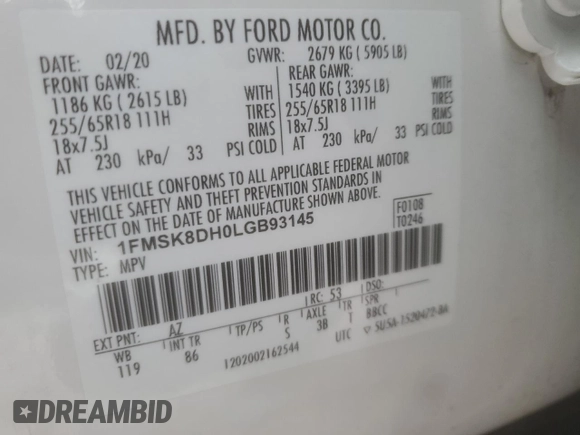 MFD. BY FORD MOTOR CO.
DATE: 02/20
GVWR: 2679 KG (5905 LB)
FRONT GAWR:
1186 KG (2615 LB) WITH
255/65R18 111H TIRES
18x7.5J RIMS
AT 230 kPa/ 33 PSI COLD
REAR GAWR:
1540 KG (3395 LB) WITH
255/65R18 111H TIRES
18x7.5J RIMS
AT 230 kPa/ 33 PSI COLD
THIS VEHICLE CONFORMS TO ALL APPLICABLE FEDERAL MOTOR
VEHICLE SAFETY AND THEFT PREVENTION STANDARDS IN
EFFECT ON THE DATE OF MANUFACTURE SHOWN ABOVE.
VIN: 1FMSK8DH0LGB93145
TYPE: MPV
F0108
T0246
EXT PNT: AZ RC: 53 DSO:
WB INT TR TP/PS R AXLE TR SPR
119 86 S 3B T BBCC
1202002162544 UTC
DREAMBID